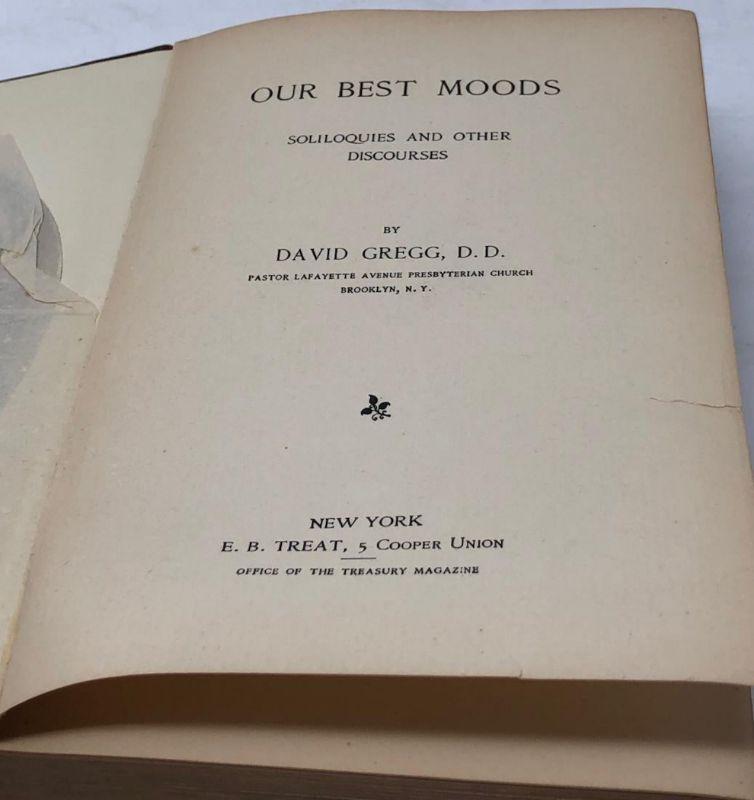 OUR BEST MOODS
SOLILOQUIES AND OTHER
DISCOURSES
BY
DAVID GREGG, D. D.
PASTOR LAFAYETTE AVENUE PRESBYTERIAN CHURCH
BROOKLYN, N. Y.
NEW YORK
E. B. TREAT, 5 COOPER UNION
OFFICE OF THE TREASURY MAGAZINE